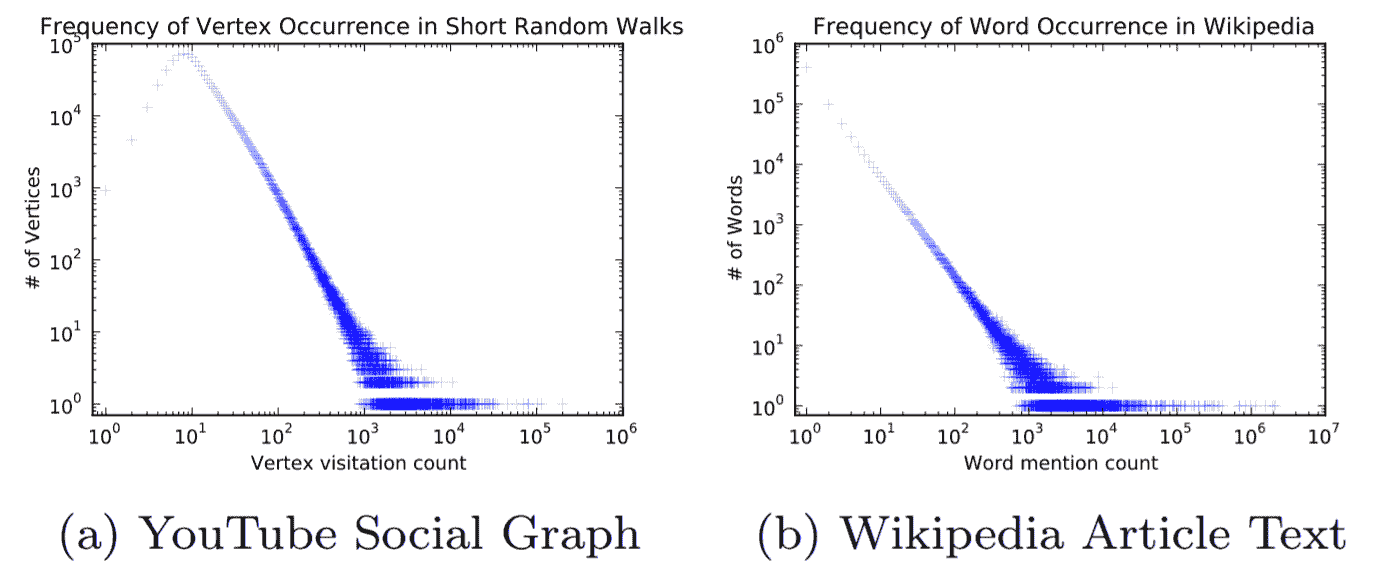 Frequency of Vertex Occurrence in Short Random Walks
# of Vertices
10^5
10^4
10^3
10^2
10^1
10^0
10^0 10^1 10^2 10^3 10^4 10^5 10^6
Vertex visitation count
(a) YouTube Social Graph
Frequency of Word Occurrence in Wikipedia
# of Words
10^6
10^5
10^4
10^3
10^2
10^1
10^0
10^0 10^1 10^2 10^3 10^4 10^5 10^6 10^7
Word mention count
(b) Wikipedia Article Text